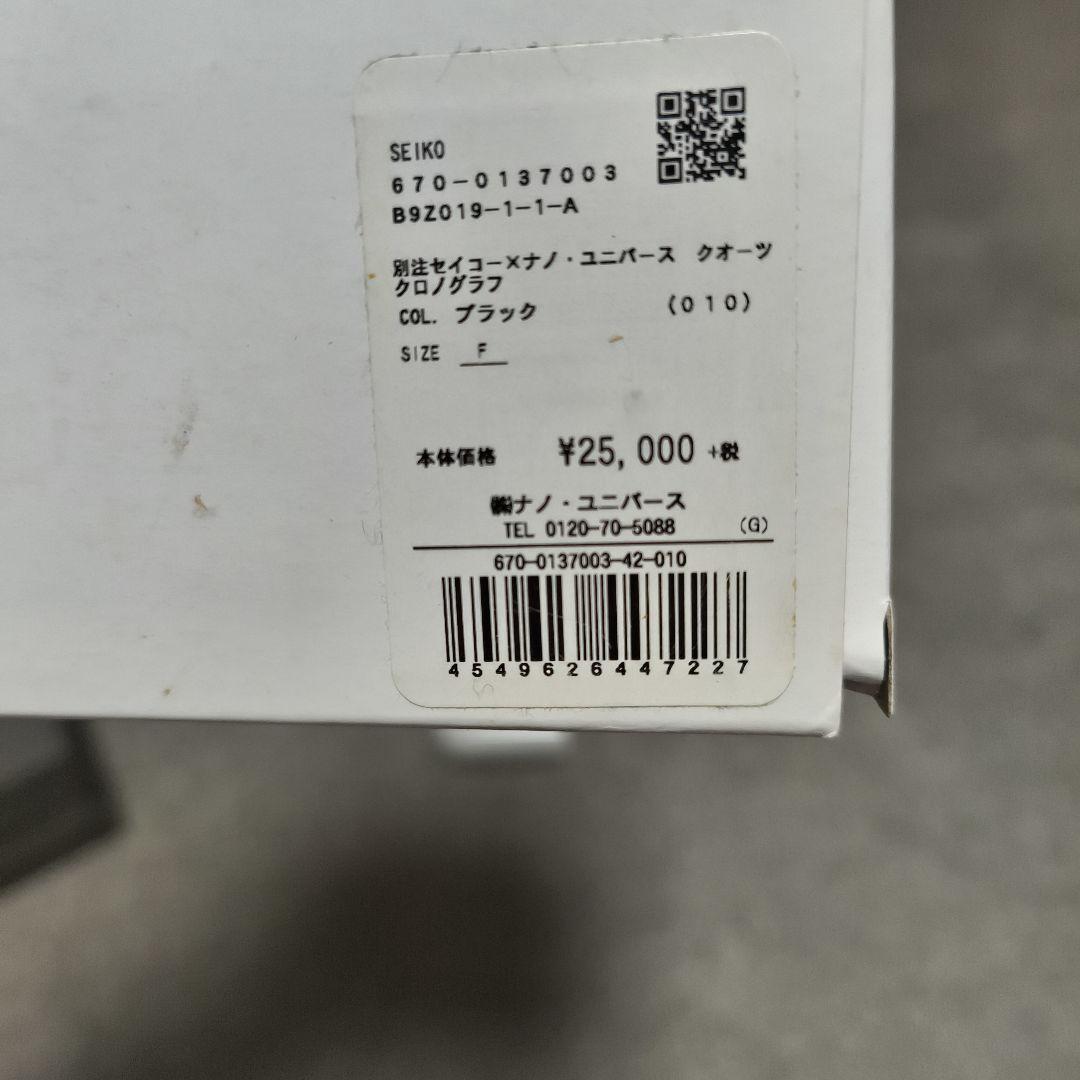 SEIKO
670-0137003
B9Z019-1-1-A
別注セイコー×ナノ・ユニバース クオーツ
クロノグラフ
COL. ブラック (010)
SIZE F
本体価格 ¥25,000 +税
㈱ナノ・ユニバース
TEL 0120-70-5088 (G)
670-0137003-42-010
4549626447227